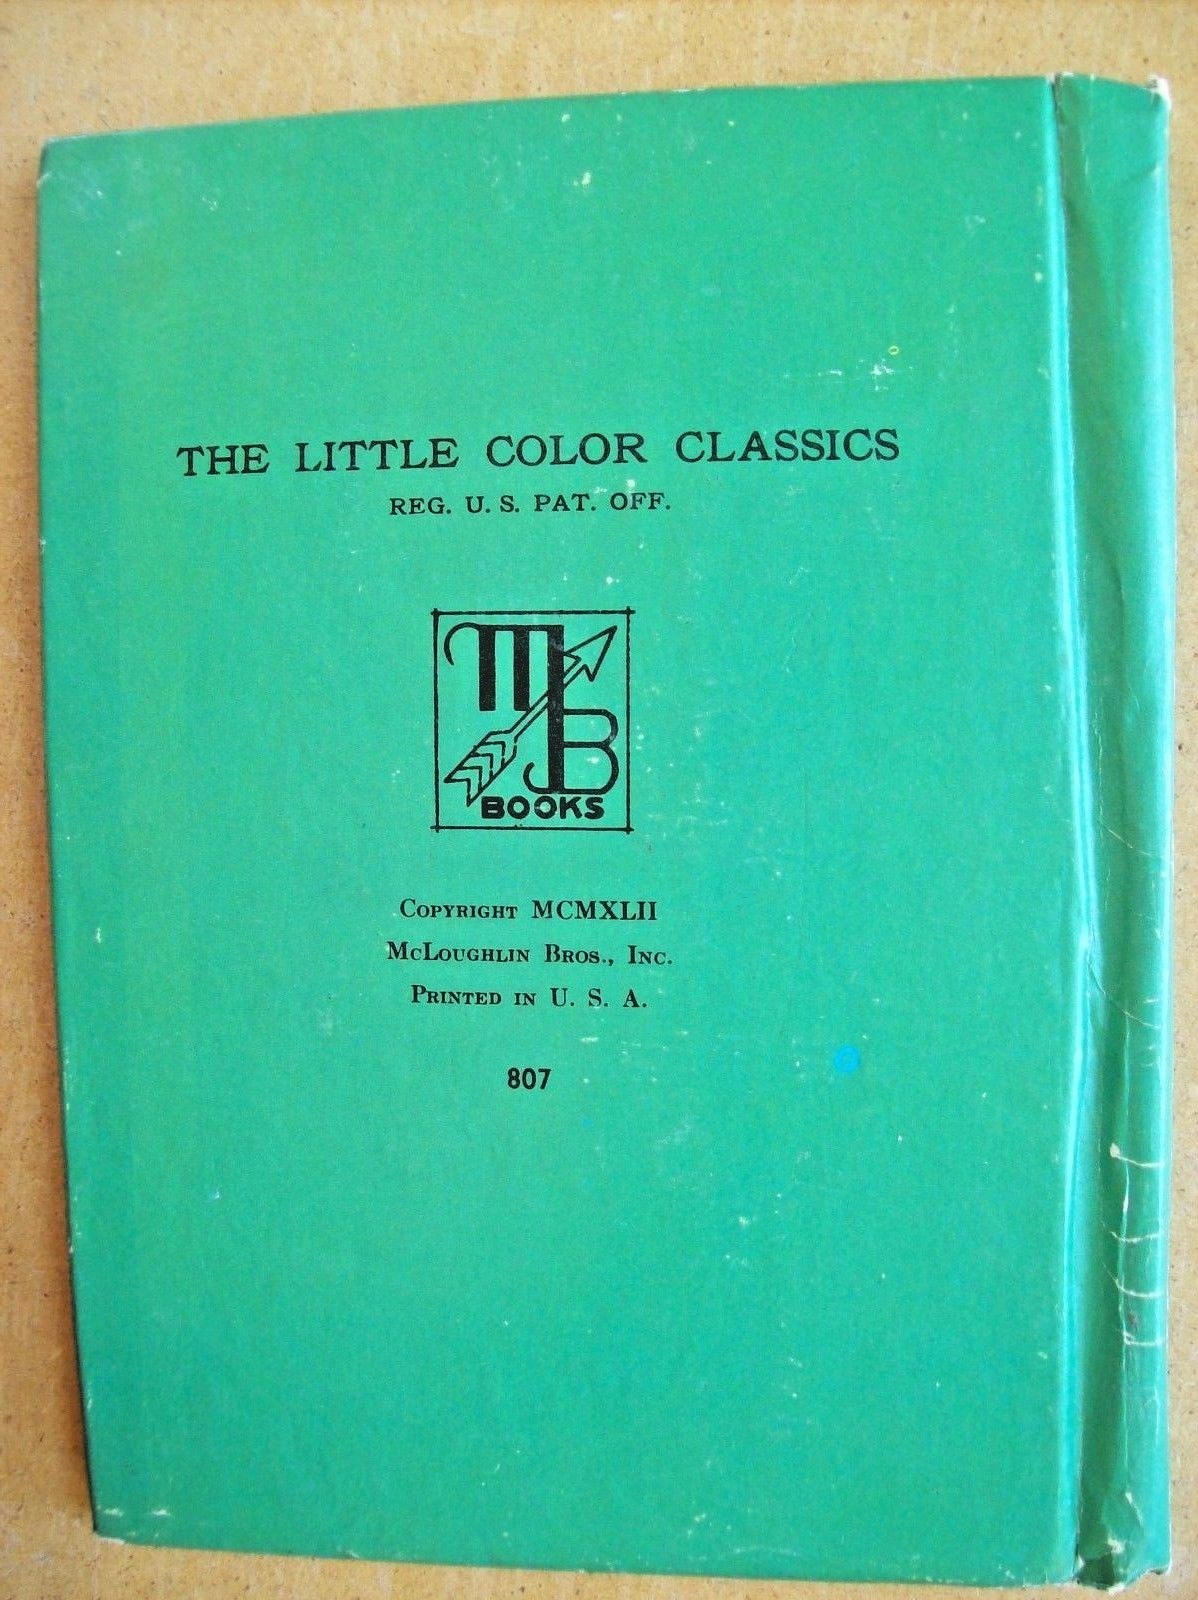 THE LITTLE COLOR CLASSICS
REG. U. S. PAT. OFF.
MB
BOOKS
COPYRIGHT MCMXLII
MCLOUGHLIN BROS., INC.
PRINTED IN U. S. A.
807